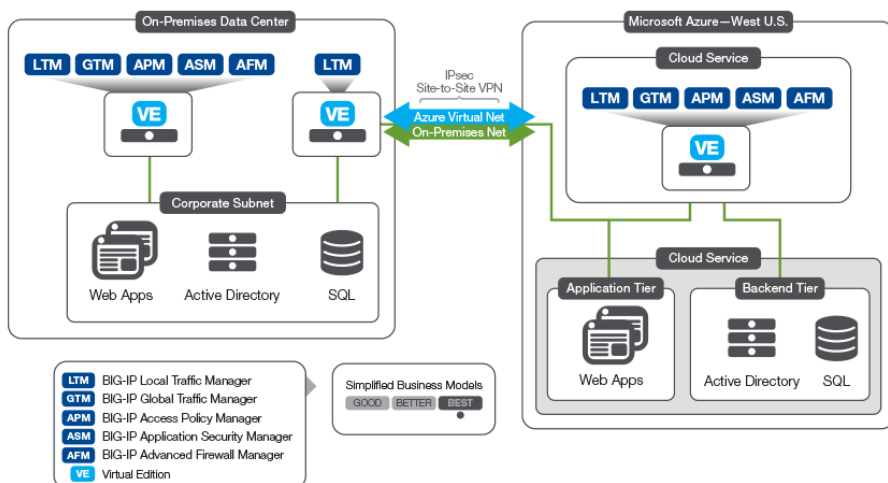 On-Premises Data Center
LTM GTM APM ASM AFM
LTM
VE
VE
Corporate Subnet
Web Apps
Active Directory
SQL
IPsec
Site-to-Site VPN
Azure Virtual Net
On-Premises Net
Microsoft Azure—West U.S.
Cloud Service
LTM GTM APM ASM AFM
VE
Cloud Service
Application Tier
Web Apps
Backend Tier
Active Directory
SQL
LTM BIG-IP Local Traffic Manager
GTM BIG-IP Global Traffic Manager
APM BIG-IP Access Policy Manager
ASM BIG-IP Application Security Manager
AFM BIG-IP Advanced Firewall Manager
VE Virtual Edition
Simplified Business Models
GOOD BETTER BEST